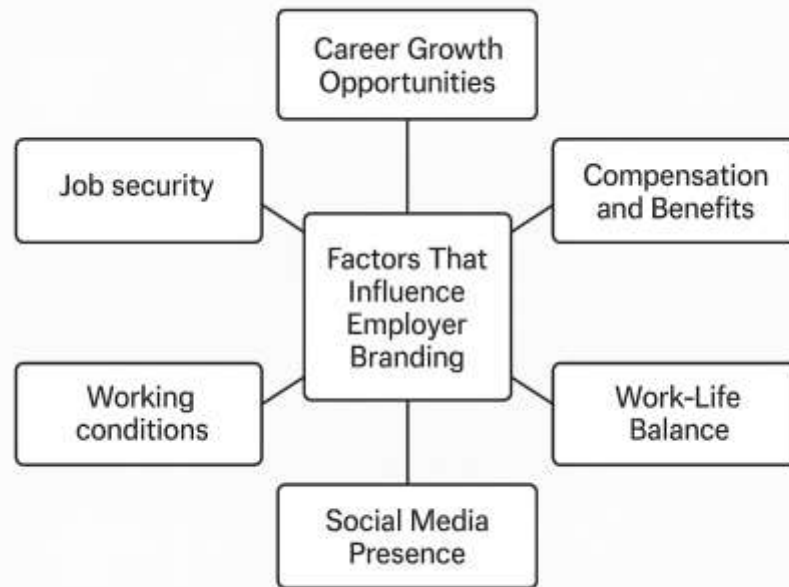 Career Growth
Opportunities
Job security
Compensation
and Benefits
Factors That
Influence
Employer
Branding
Working
conditions
Work-Life
Balance
Social Media
Presence